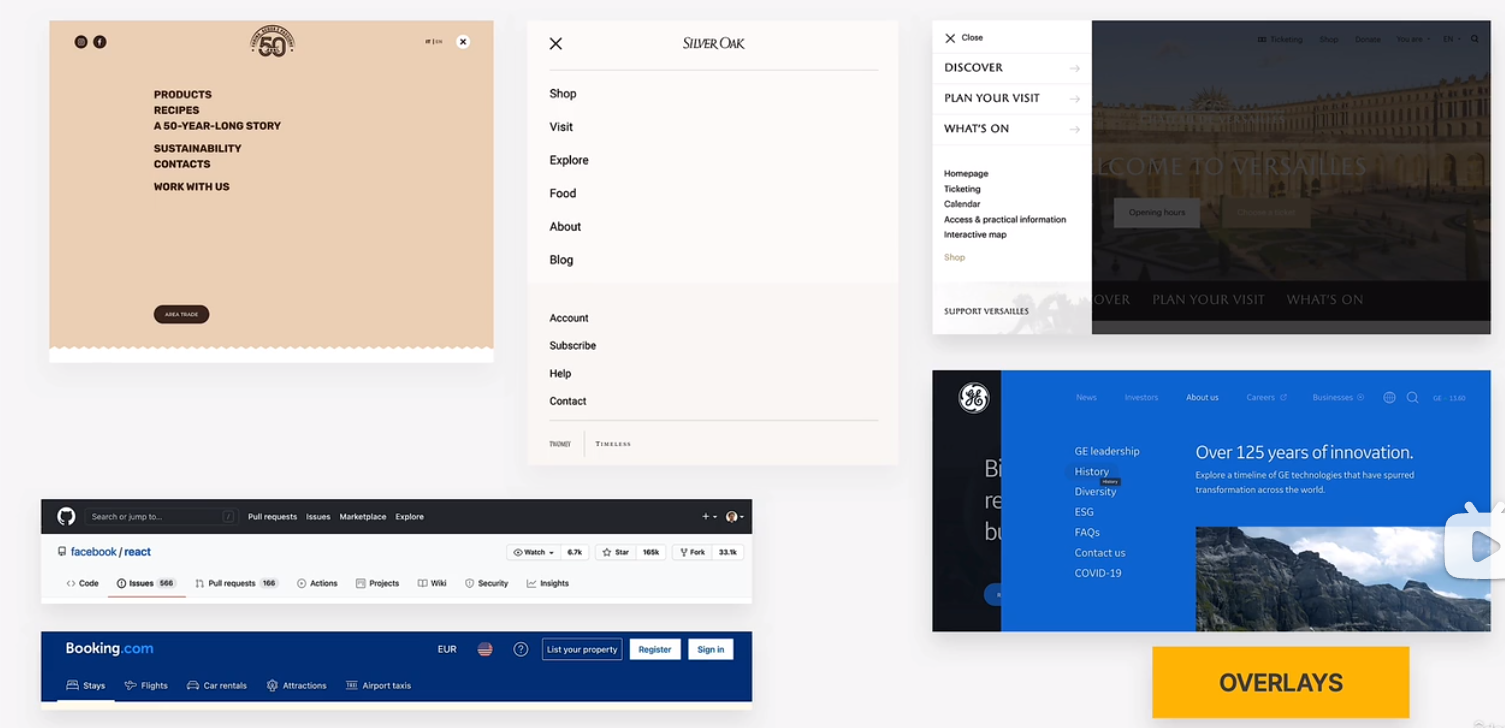 50
IT | EN
PRODUCTS
RECIPES
A 50-YEAR-LONG STORY
SUSTAINABILITY
CONTACTS
WORK WITH US
AREA TRADE
SILVER OAK
Shop
Visit
Explore
Food
About
Blog
Account
Subscribe
Help
Contact
TWOMEY
TIMELESS
Close
DISCOVER
PLAN YOUR VISIT
WHAT'S ON
Homepage
Ticketing
Calendar
Access & practical information
Interactive map
Shop
SUPPORT VERSAILLES
Ticketing Shop Donate You are EN
LCOME TO VERSAILLES
Opening hours Choose a ticket
OVER PLAN YOUR VISIT WHAT'S ON
Search or jump to... / Pull requests Issues Marketplace Explore
facebook / react Watch 6.7k Star 165k Fork 33.1k
Code Issues 566 Pull requests 166 Actions Projects Wiki Security Insights
Booking.com EUR ? List your property Register Sign in
Stays Flights Car rentals Attractions Airport taxis
GE News Investors About us Careers Businesses GE - 13.60
Bi
re
bu
GE leadership
History
History
Diversity
ESG
FAQs
Contact us
COVID-19
Over 125 years of innovation.
Explore a timeline of GE technologies that have spurred
transformation across the world.
OVERLAYS